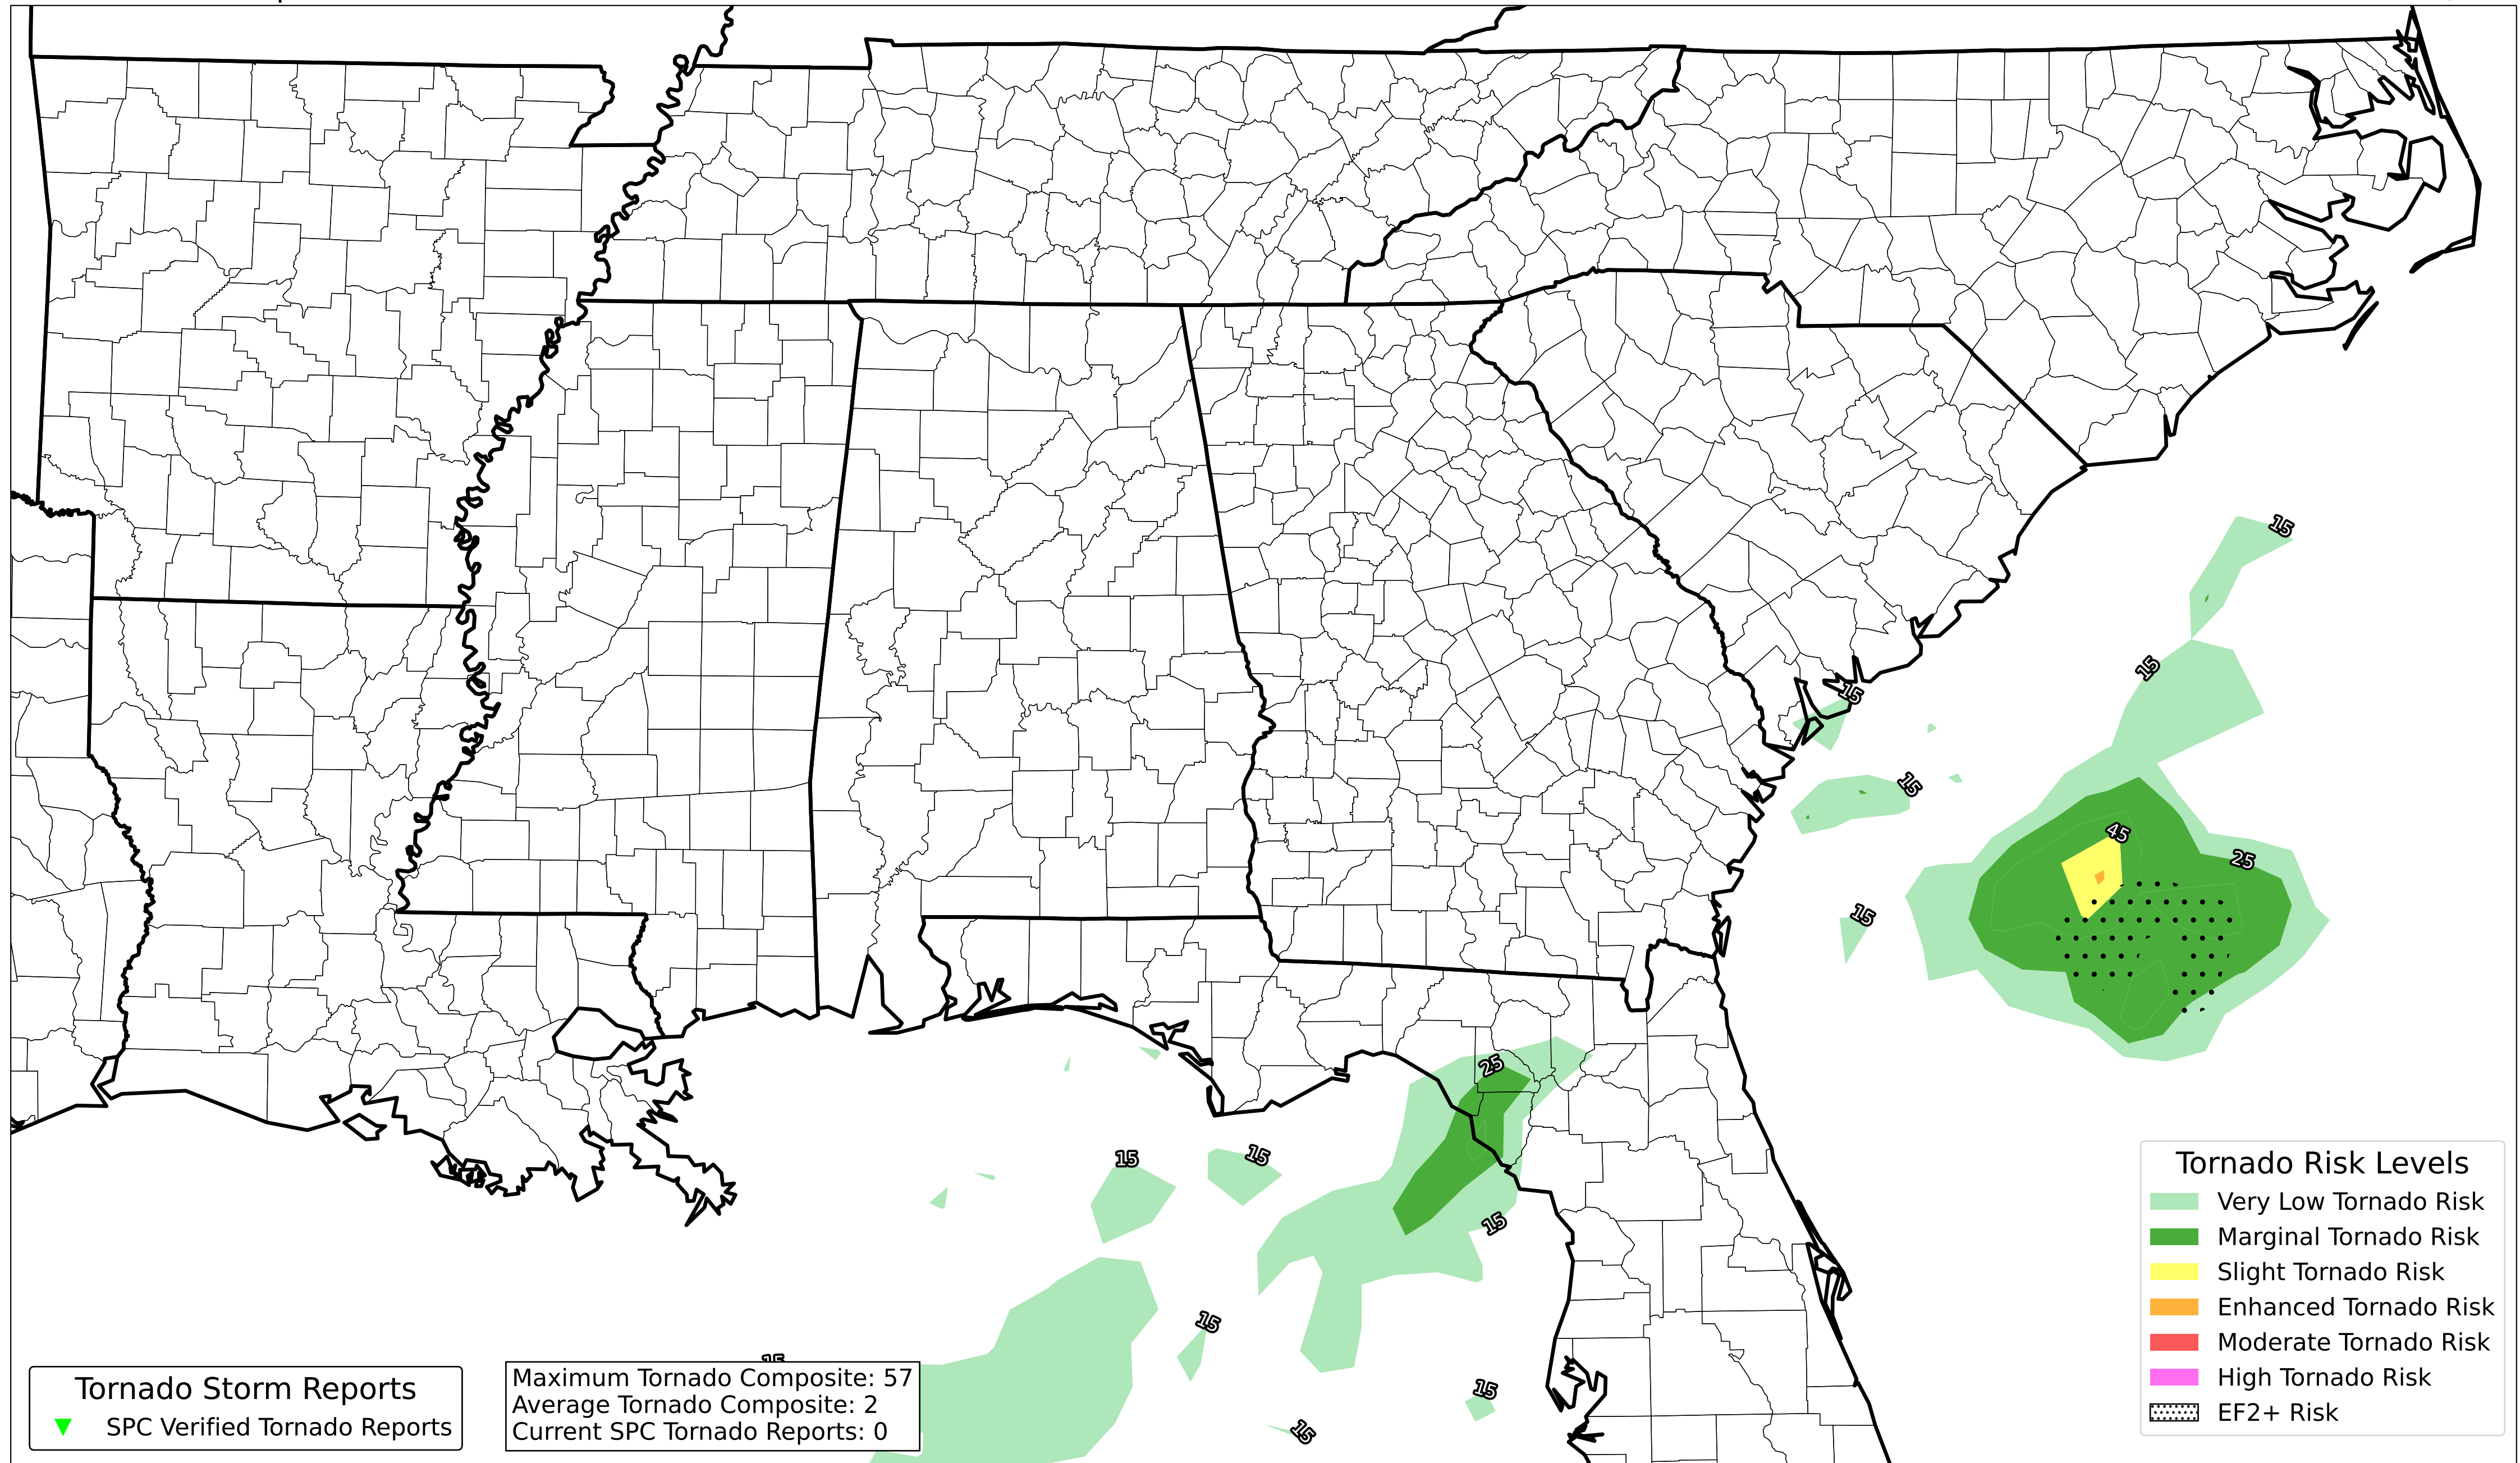 15
15
15
15
45
25
15
25
15
15
15
15
15
15
15
Tornado Risk Levels
Very Low Tornado Risk
Marginal Tornado Risk
Slight Tornado Risk
Enhanced Tornado Risk
Moderate Tornado Risk
High Tornado Risk
EF2+ Risk
Tornado Storm Reports
SPC Verified Tornado Reports
Maximum Tornado Composite: 57
Average Tornado Composite: 2
Current SPC Tornado Reports: 0